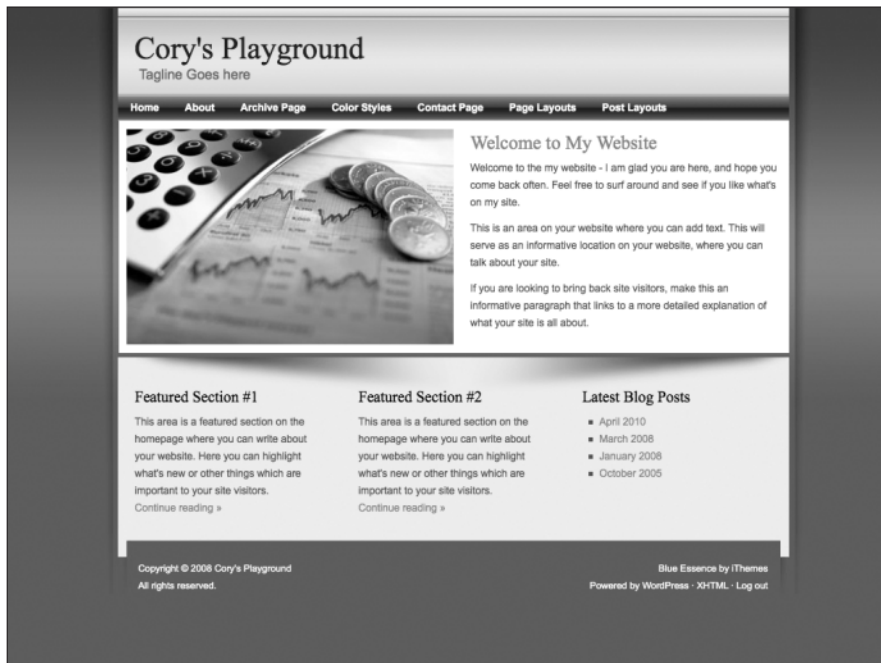 Cory's Playground
Tagline Goes here
Home About Archive Page Color Styles Contact Page Page Layouts Post Layouts
Welcome to My Website
Welcome to the my website - I am glad you are here, and hope you
come back often. Feel free to surf around and see if you like what's
on my site.
This is an area on your website where you can add text. This will
serve as an informative location on your website, where you can
talk about your site.
If you are looking to bring back site visitors, make this an
informative paragraph that links to a more detailed explanation of
what your site is all about.
Featured Section #1
This area is a featured section on the
homepage where you can write about
your website. Here you can highlight
what's new or other things which are
important to your site visitors.
Continue reading »
Featured Section #2
This area is a featured section on the
homepage where you can write about
your website. Here you can highlight
what's new or other things which are
important to your site visitors.
Continue reading »
Latest Blog Posts
April 2010
March 2008
January 2008
October 2005
Copyright © 2008 Cory's Playground
All rights reserved.
Blue Essence by iThemes
Powered by WordPress · XHTML · Log out